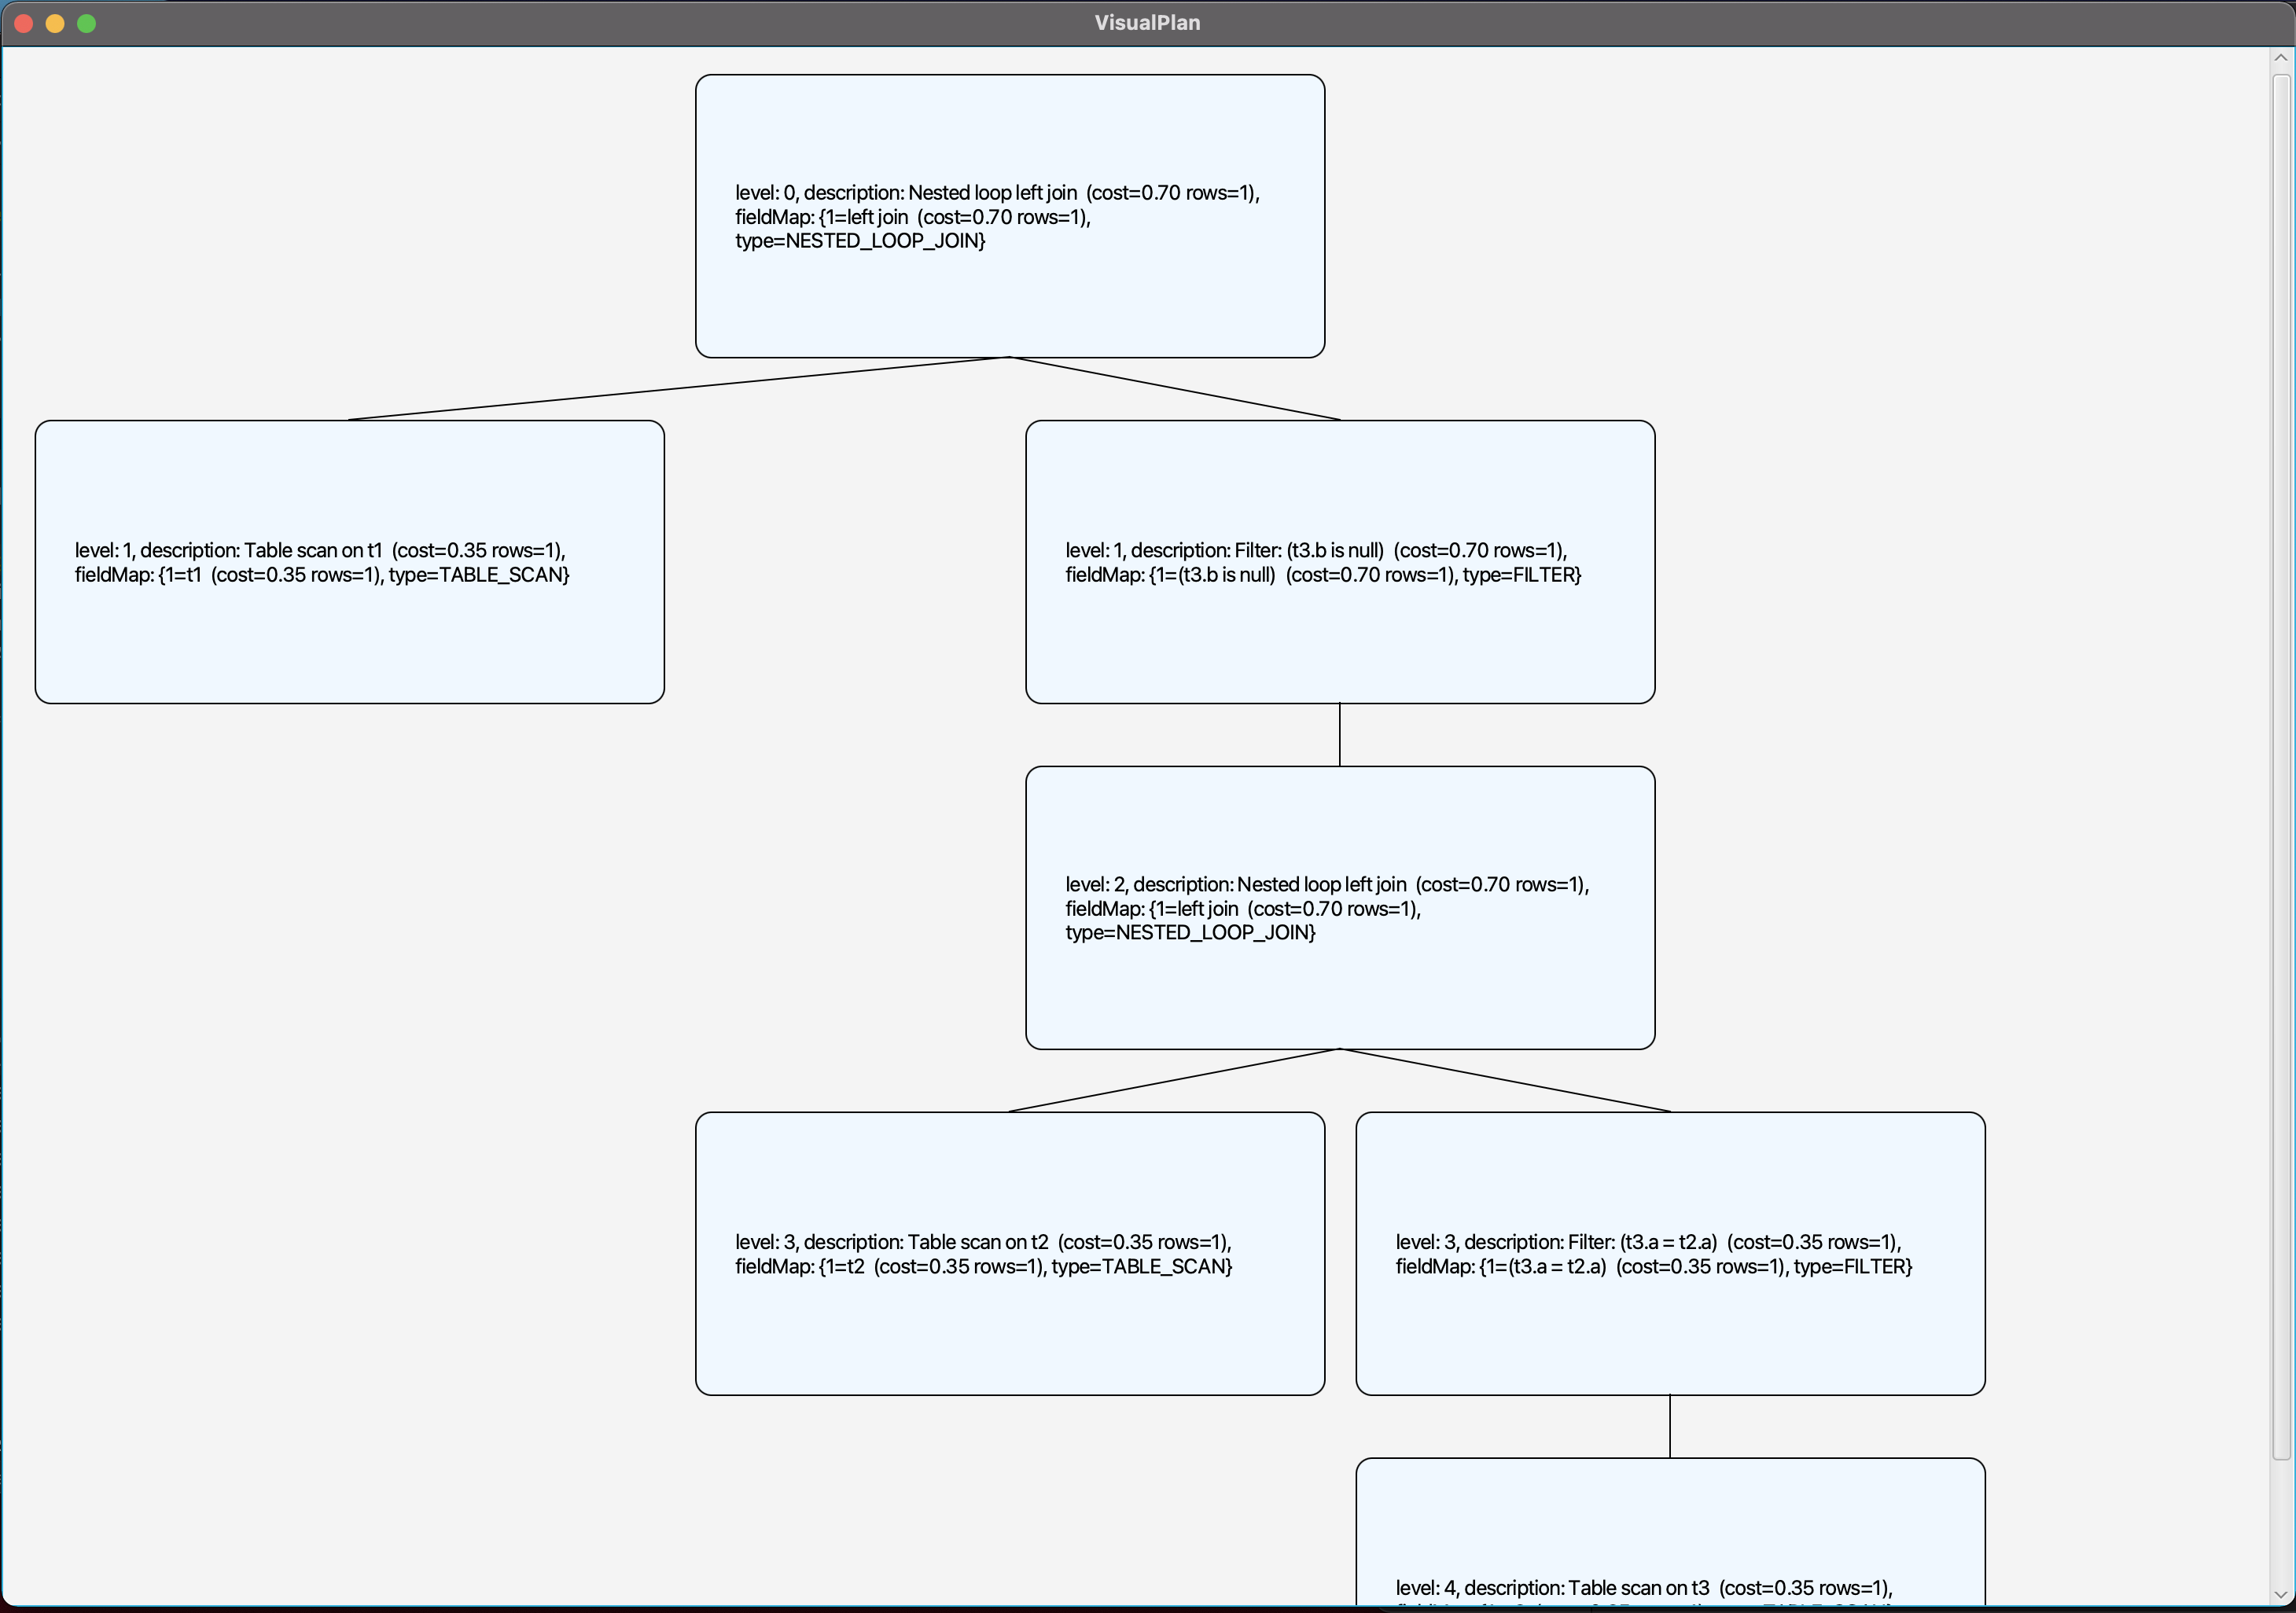 VisualPlan
level: 0, description: Nested loop left join  (cost=0.70 rows=1),
fieldMap: {1=left join  (cost=0.70 rows=1),
type=NESTED_LOOP_JOIN}
level: 1, description: Table scan on t1  (cost=0.35 rows=1),
fieldMap: {1=t1  (cost=0.35 rows=1), type=TABLE_SCAN}
level: 1, description: Filter: (t3.b is null)  (cost=0.70 rows=1),
fieldMap: {1=(t3.b is null)  (cost=0.70 rows=1), type=FILTER}
level: 2, description: Nested loop left join  (cost=0.70 rows=1),
fieldMap: {1=left join  (cost=0.70 rows=1),
type=NESTED_LOOP_JOIN}
level: 3, description: Table scan on t2  (cost=0.35 rows=1),
fieldMap: {1=t2  (cost=0.35 rows=1), type=TABLE_SCAN}
level: 3, description: Filter: (t3.a = t2.a)  (cost=0.35 rows=1),
fieldMap: {1=(t3.a = t2.a)  (cost=0.35 rows=1), type=FILTER}
level: 4, description: Table scan on t3  (cost=0.35 rows=1),